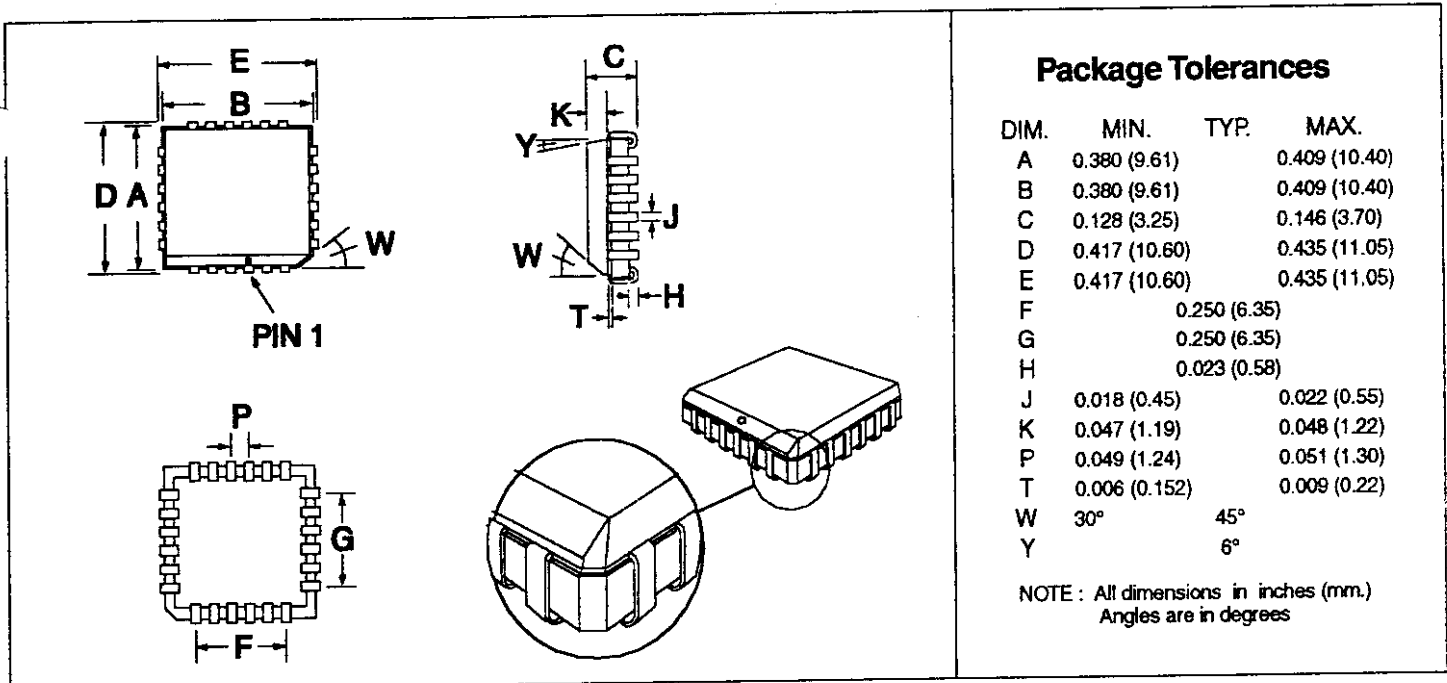 E
B
D A
W
PIN 1
C
K
Y
J
W
H
T
P
G
F
Package Tolerances
DIM. MIN. TYP. MAX.
A 0.380 (9.61) 0.409 (10.40)
B 0.380 (9.61) 0.409 (10.40)
C 0.128 (3.25) 0.146 (3.70)
D 0.417 (10.60) 0.435 (11.05)
E 0.417 (10.60) 0.435 (11.05)
F 0.250 (6.35)
G 0.250 (6.35)
H 0.023 (0.58)
J 0.018 (0.45) 0.022 (0.55)
K 0.047 (1.19) 0.048 (1.22)
P 0.049 (1.24) 0.051 (1.30)
T 0.006 (0.152) 0.009 (0.22)
W 30° 45°
Y 6°
NOTE : All dimensions in inches (mm.)
Angles are in degrees